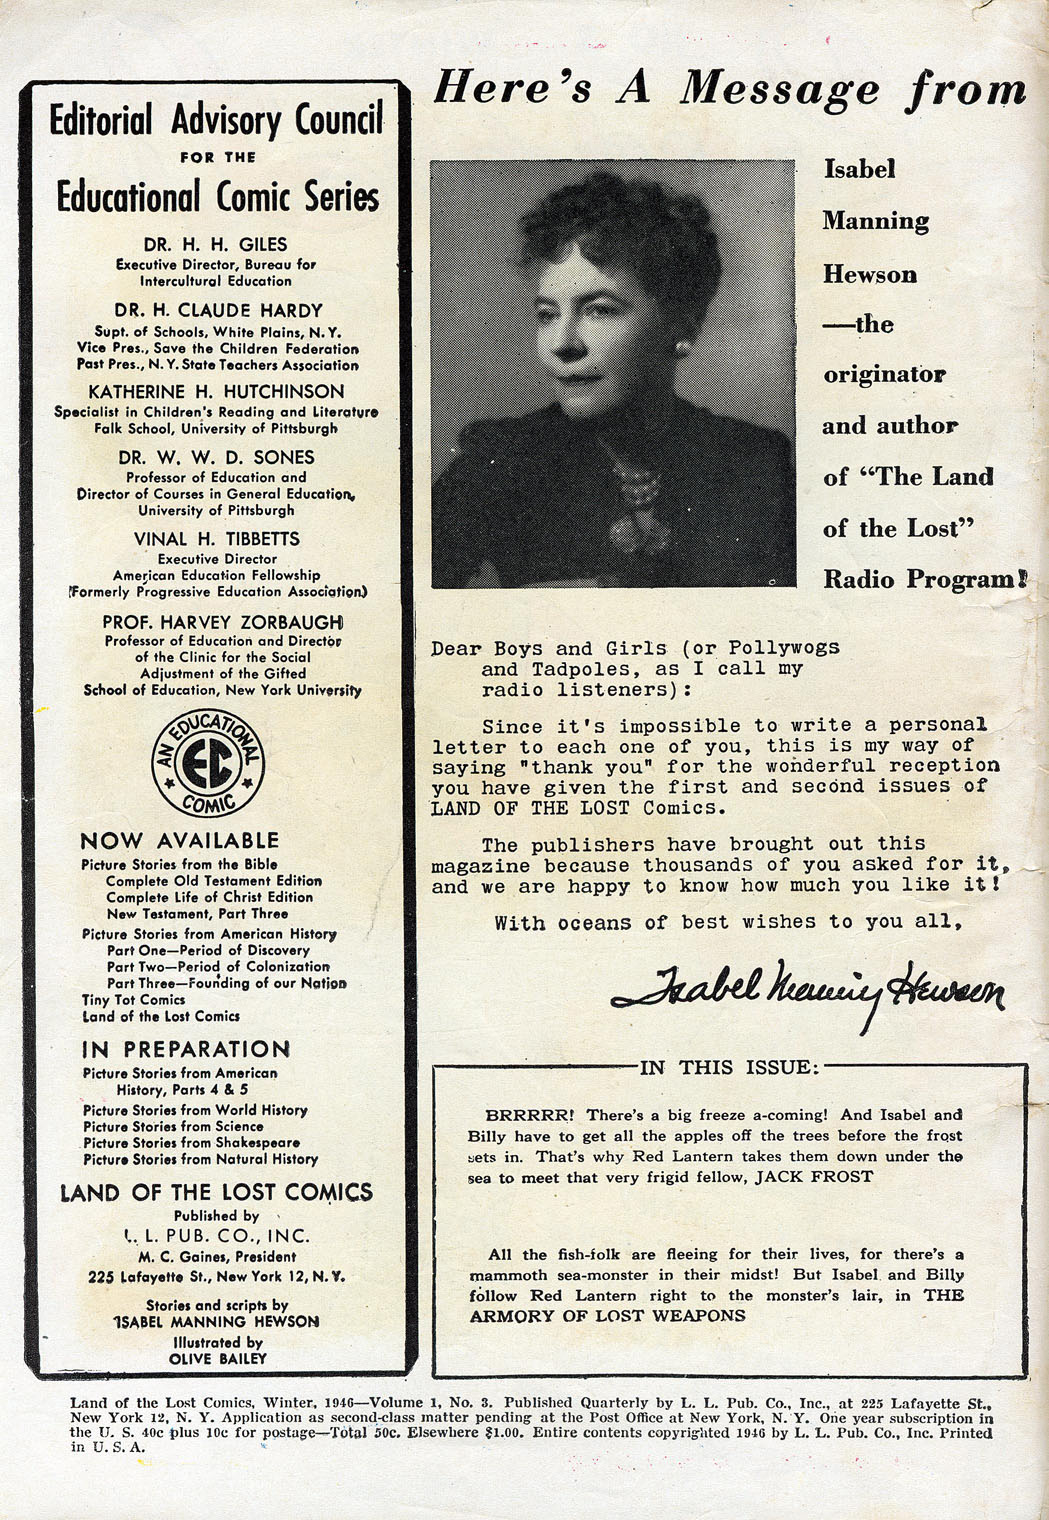 Editorial Advisory Council
FOR THE
Educational Comic Series
DR. H. H. GILES
Executive Director, Bureau for
Intercultural Education
DR. H. CLAUDE HARDY
Supt. of Schools, White Plains, N. Y.
Vice Pres., Save the Children Federation
Past Pres., N. Y. State Teachers Association
KATHERINE H. HUTCHINSON
Specialist in Children's Reading and Literature
Falk School, University of Pittsburgh
DR. W. W. D. SONES
Professor of Education and
Director of Courses in General Education,
University of Pittsburgh
VINAL H. TIBBETTS
Executive Director
American Education Fellowship
(Formerly Progressive Education Association)
PROF. HARVEY ZORBAUGH
Professor of Education and Director
of the Clinic for the Social
Adjustment of the Gifted
School of Education, New York University
AN EDUCATIONAL
EC
COMIC
NOW AVAILABLE
Picture Stories from the Bible
Complete Old Testament Edition
Complete Life of Christ Edition
New Testament, Part Three
Picture Stories from American History
Part One—Period of Discovery
Part Two—Period of Colonization
Part Three—Founding of our Nation
Tiny Tot Comics
Land of the Lost Comics
IN PREPARATION
Picture Stories from American
History, Parts 4 & 5
Picture Stories from World History
Picture Stories from Science
Picture Stories from Shakespeare
Picture Stories from Natural History
LAND OF THE LOST COMICS
Published by
L. L. PUB. CO., INC.
M. C. Gaines, President
225 Lafayette St., New York 12, N. Y.
Stories and scripts by
ISABEL MANNING HEWSON
Illustrated by
OLIVE BAILEY
Here's A Message from
Isabel
Manning
Hewson
—the
originator
and author
of "The Land
of the Lost"
Radio Program!
Dear Boys and Girls (or Pollywogs
and Tadpoles, as I call my
radio listeners):
Since it's impossible to write a personal
letter to each one of you, this is my way of
saying "thank you" for the wonderful reception
you have given the first and second issues of
LAND OF THE LOST Comics.
The publishers have brought out this
magazine because thousands of you asked for it,
and we are happy to know how much you like it!
With oceans of best wishes to you all,
Isabel Manning Hewson
IN THIS ISSUE:
BRRRRR! There's a big freeze a-coming! And Isabel and
Billy have to get all the apples off the trees before the frost
sets in. That's why Red Lantern takes them down under the
sea to meet that very frigid fellow, JACK FROST
All the fish-folk are fleeing for their lives, for there's a
mammoth sea-monster in their midst! But Isabel and Billy
follow Red Lantern right to the monster's lair, in THE
ARMORY OF LOST WEAPONS
Land of the Lost Comics, Winter, 1946—Volume 1, No. 3. Published Quarterly by L. L. Pub. Co., Inc., at 225 Lafayette St.,
New York 12, N. Y. Application as second-class matter pending at the Post Office at New York, N. Y. One year subscription in
the U. S. 40c plus 10c for postage—Total 50c. Elsewhere $1.00. Entire contents copyrighted 1946 by L. L. Pub. Co., Inc. Printed
in U. S. A.